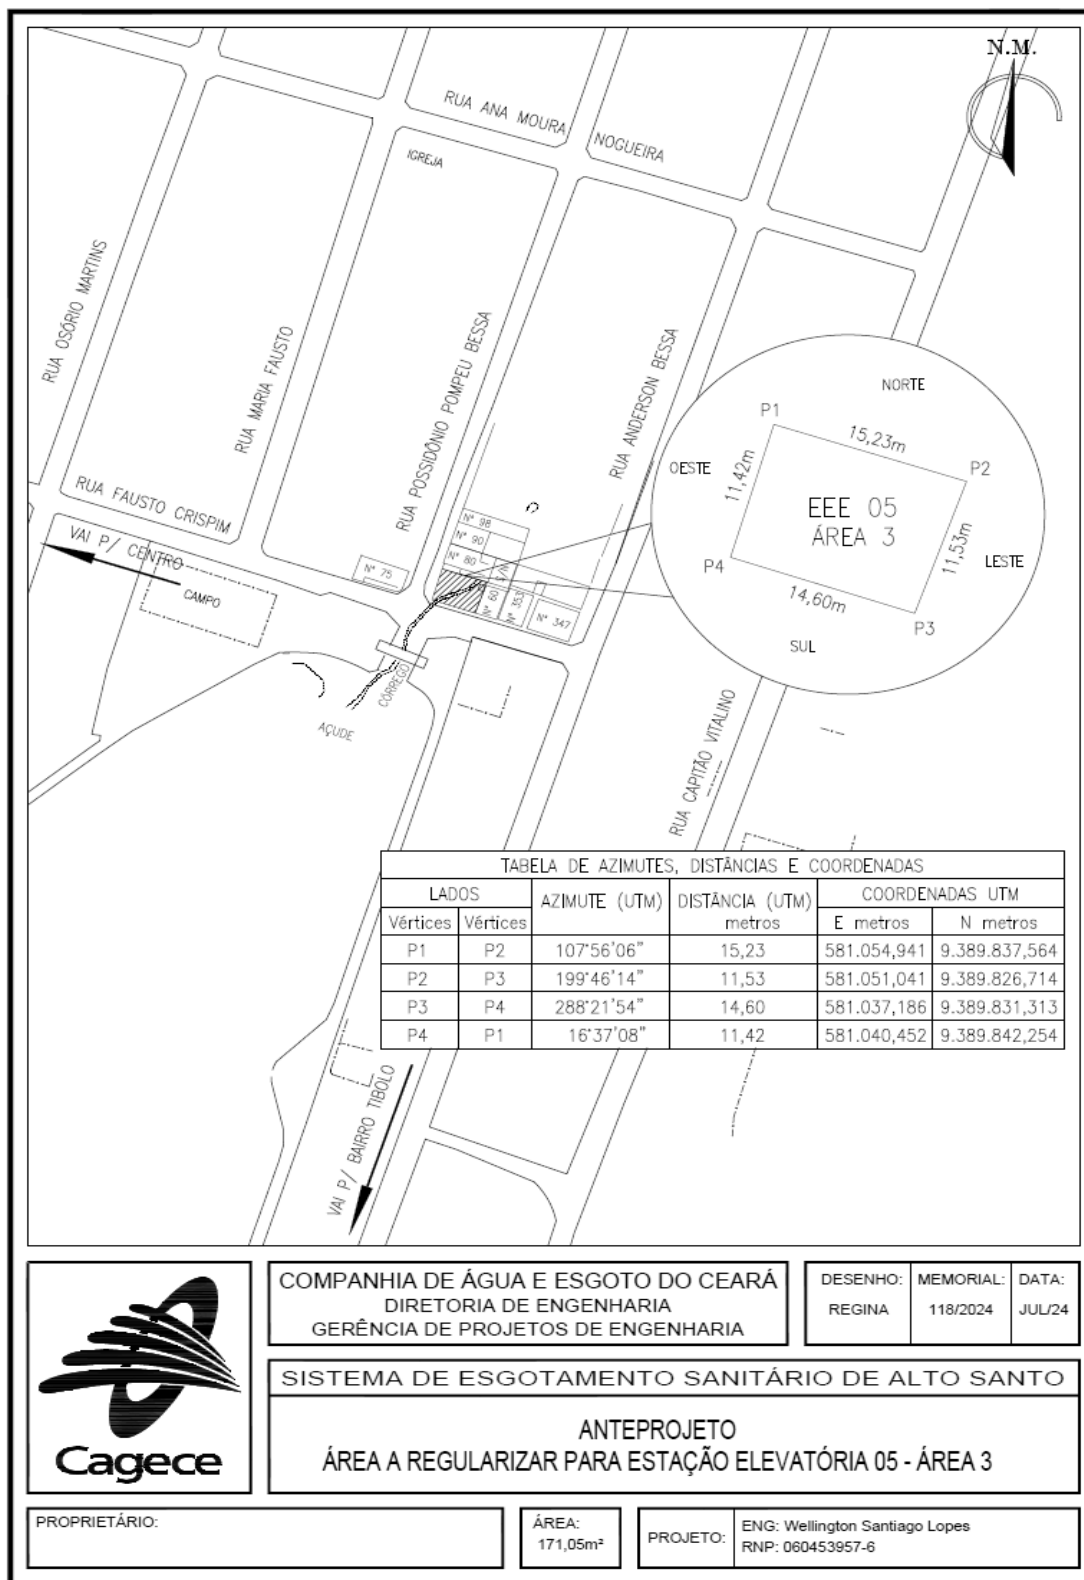 N.M.
RUA ANA MOURA NOGUEIRA
IGREJA
RUA OSÓRIO MARTINS
RUA MARIA FAUSTO
RUA POSSIDÔNIO POMPEU BESSA
RUA ANDERSON BESSA
NORTE
P1
15,23m
P2
OESTE
11,42m
EEE 05
ÁREA 3
11,53m
LESTE
P4
14,60m
P3
SUL
RUA FAUSTO CRISPIM
VAI P/ CENTRO
CAMPO
N° 98
N° 90
N° 80
N° 75
N° 60
N° 353
N° 347
CÓRREGO
AÇUDE
RUA CAPITÃO VITALINO
TABELA DE AZIMUTES, DISTÂNCIAS E COORDENADAS
LADOS AZIMUTE (UTM) DISTÂNCIA (UTM) metros COORDENADAS UTM
Vértices Vértices E metros N metros
P1 P2 107°56'06" 15,23 581.054,941 9.389.837,564
P2 P3 199°46'14" 11,53 581.051,041 9.389.826,714
P3 P4 288°21'54" 14,60 581.037,186 9.389.831,313
P4 P1 16°37'08" 11,42 581.040,452 9.389.842,254
VAI P/ BAIRRO TIBOLO
Cagece
COMPANHIA DE ÁGUA E ESGOTO DO CEARÁ
DIRETORIA DE ENGENHARIA
GERÊNCIA DE PROJETOS DE ENGENHARIA
DESENHO:
REGINA
MEMORIAL:
118/2024
DATA:
JUL/24
SISTEMA DE ESGOTAMENTO SANITÁRIO DE ALTO SANTO
ANTEPROJETO
ÁREA A REGULARIZAR PARA ESTAÇÃO ELEVATÓRIA 05 - ÁREA 3
PROPRIETÁRIO:
ÁREA:
171,05m²
PROJETO:
ENG: Wellington Santiago Lopes
RNP: 060453957-6